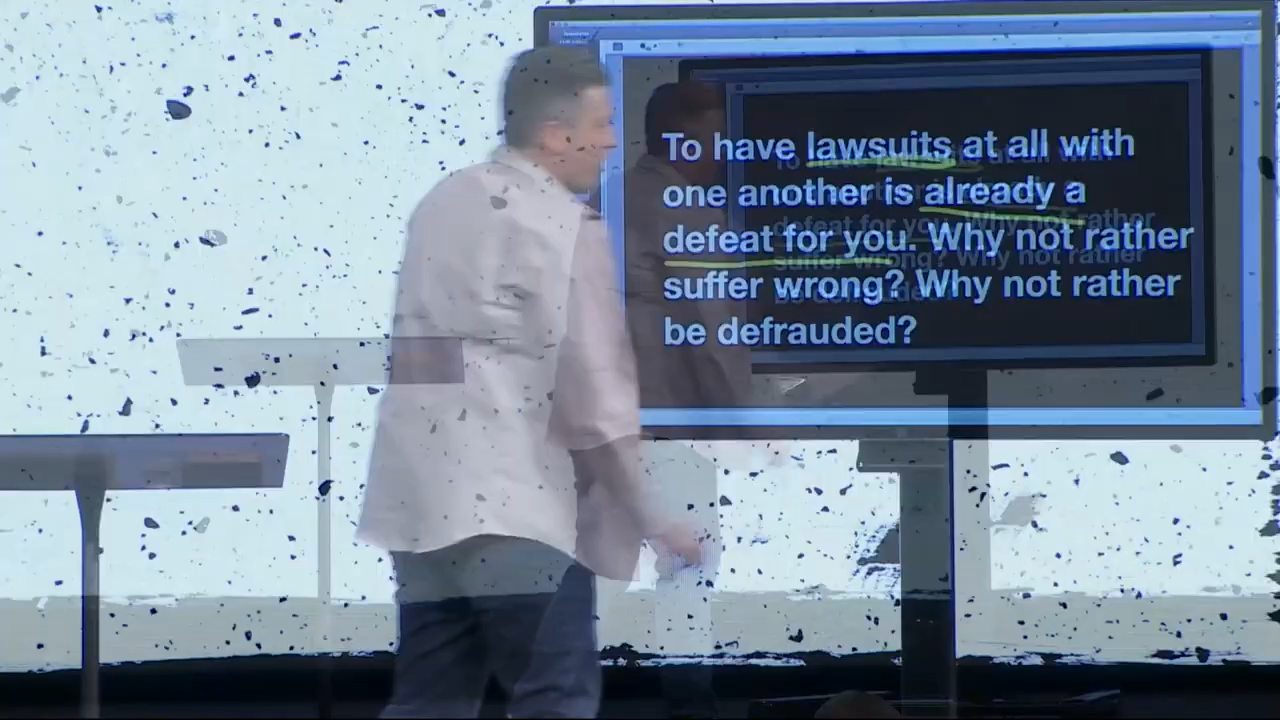 To have lawsuits at all with
one another is already a
defeat for you. Why not rather
suffer wrong? Why not rather
be defrauded?